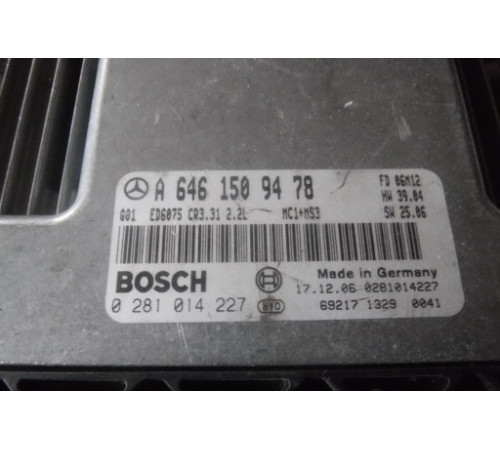 A 646 150 94 78
FD 06M12
HW 39.04
G01 ED6075 CR3.31 2.2L MC1+MS3 SW 25.06
BOSCH
Made in Germany
17.12.06 0281014227
0 281 014 227
69217 1329 0041